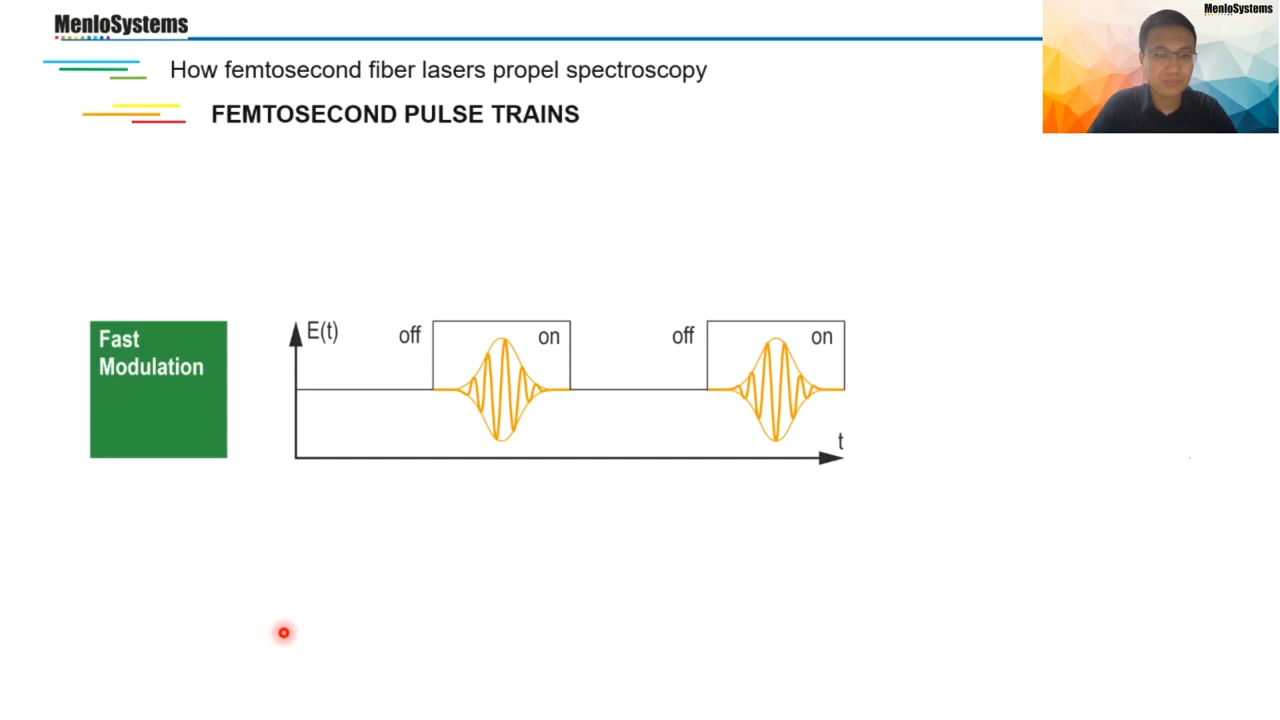 MenloSystems
MenloSystems
How femtosecond fiber lasers propel spectroscopy
FEMTOSECOND PULSE TRAINS
Fast
Modulation
E(t)
off
on
off
on
t